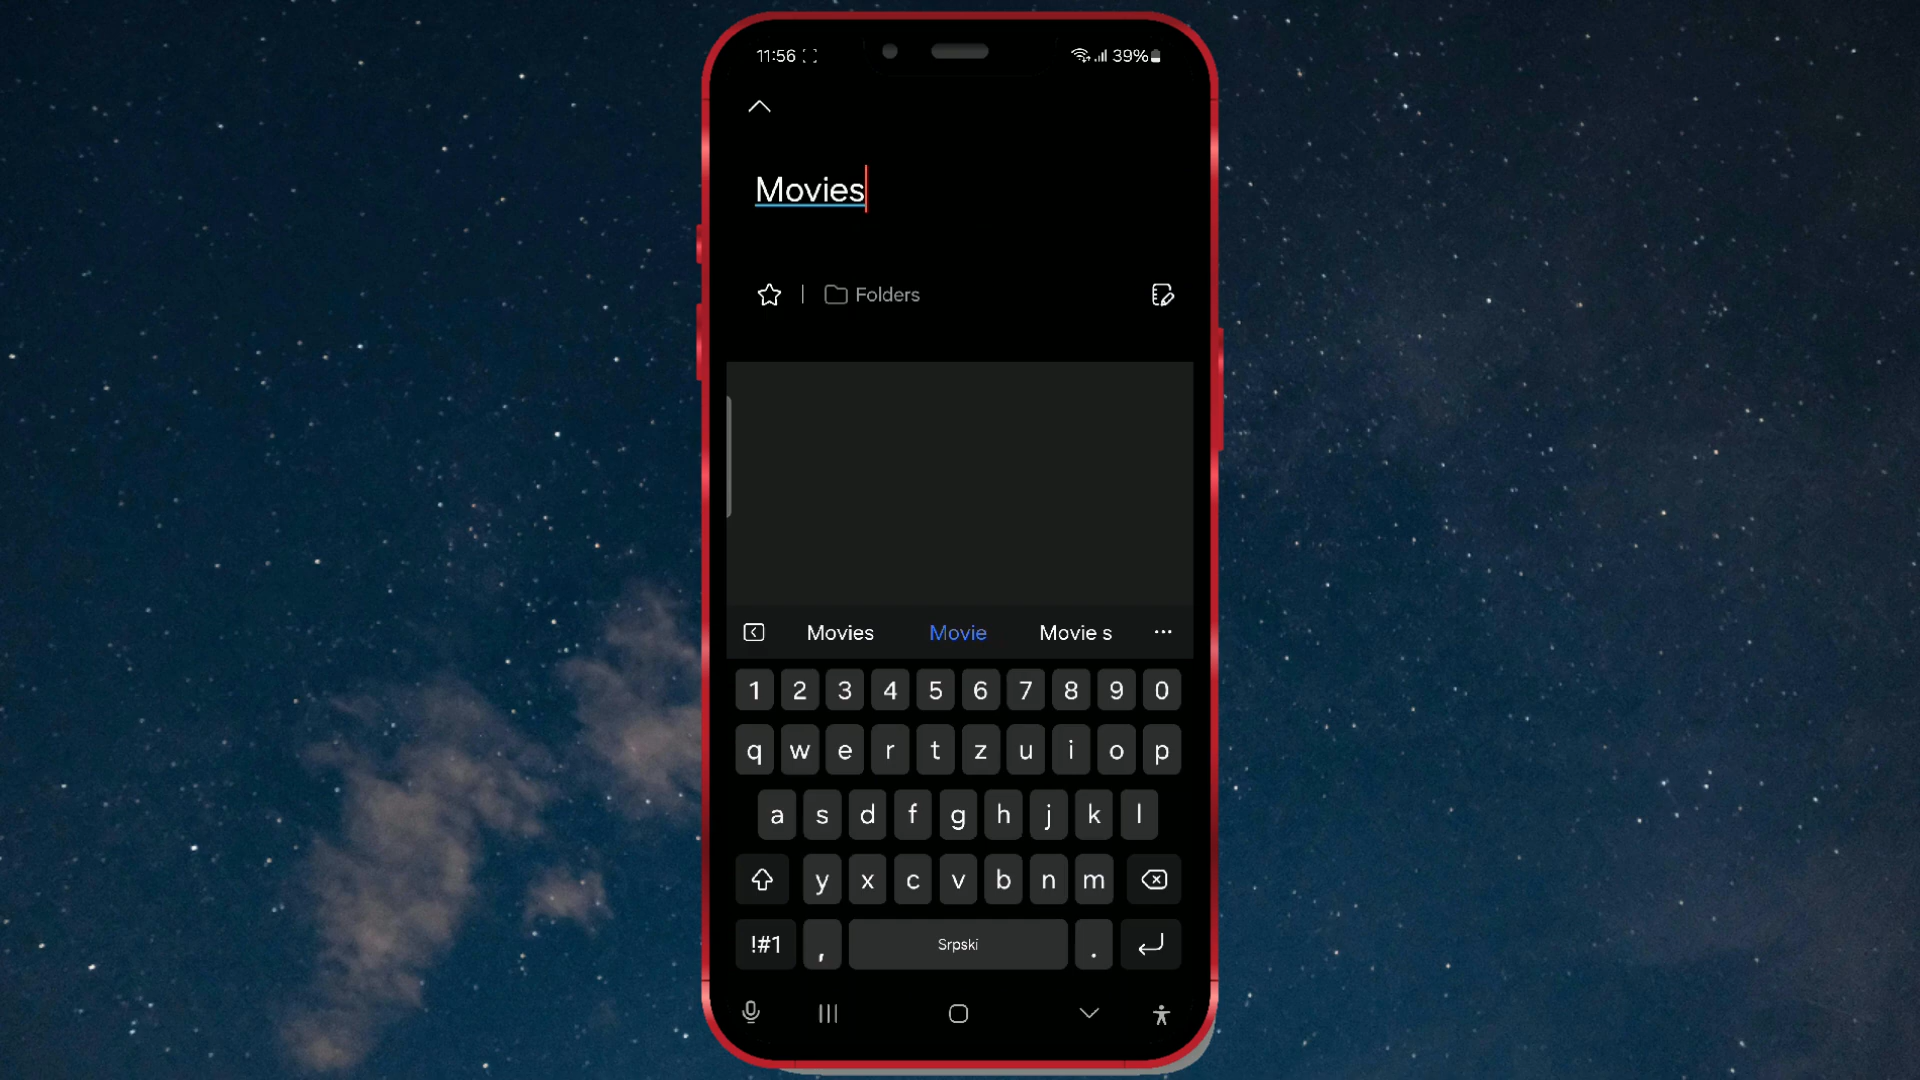 11:56 39%
Movies
Folders
Movies Movie Movie s ...
1 2 3 4 5 6 7 8 9 0
q w e r t z u i o p
a s d f g h j k l
y x c v b n m
!#1 , Srpski .